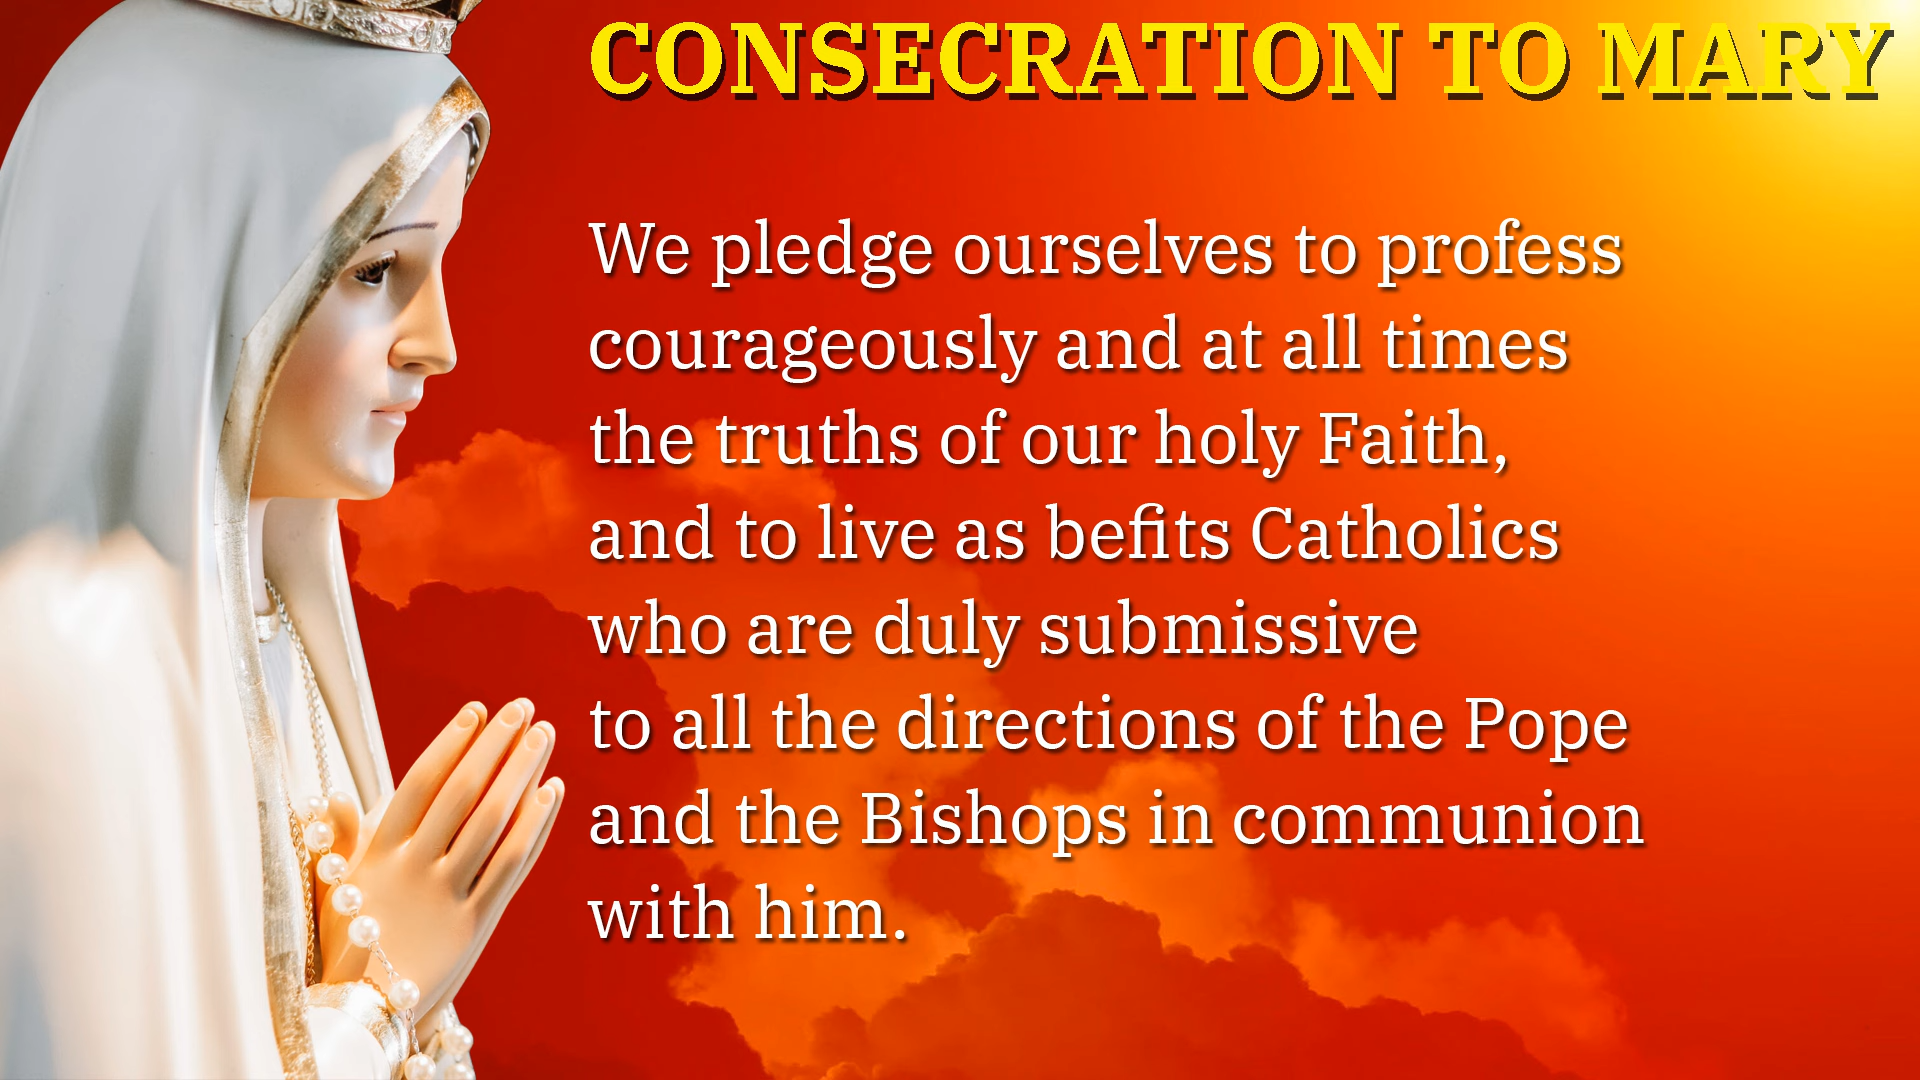 CONSECRATION TO MARY
We pledge ourselves to profess
courageously and at all times
the truths of our holy Faith,
and to live as befits Catholics
who are duly submissive
to all the directions of the Pope
and the Bishops in communion
with him.